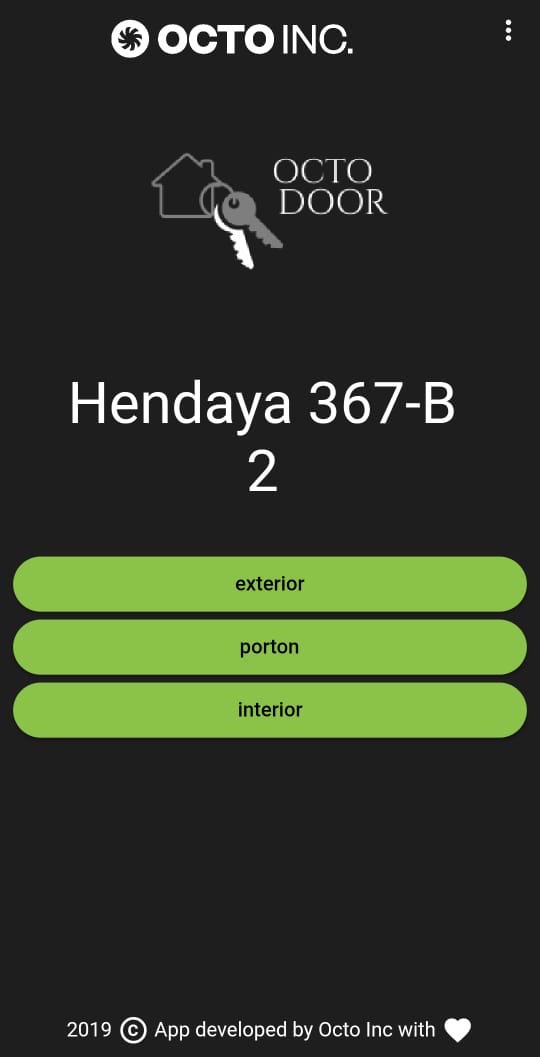 OCTO INC.
OCTO
DOOR
Hendaya 367-B
2
exterior
porton
interior
2019 © App developed by Octo Inc with